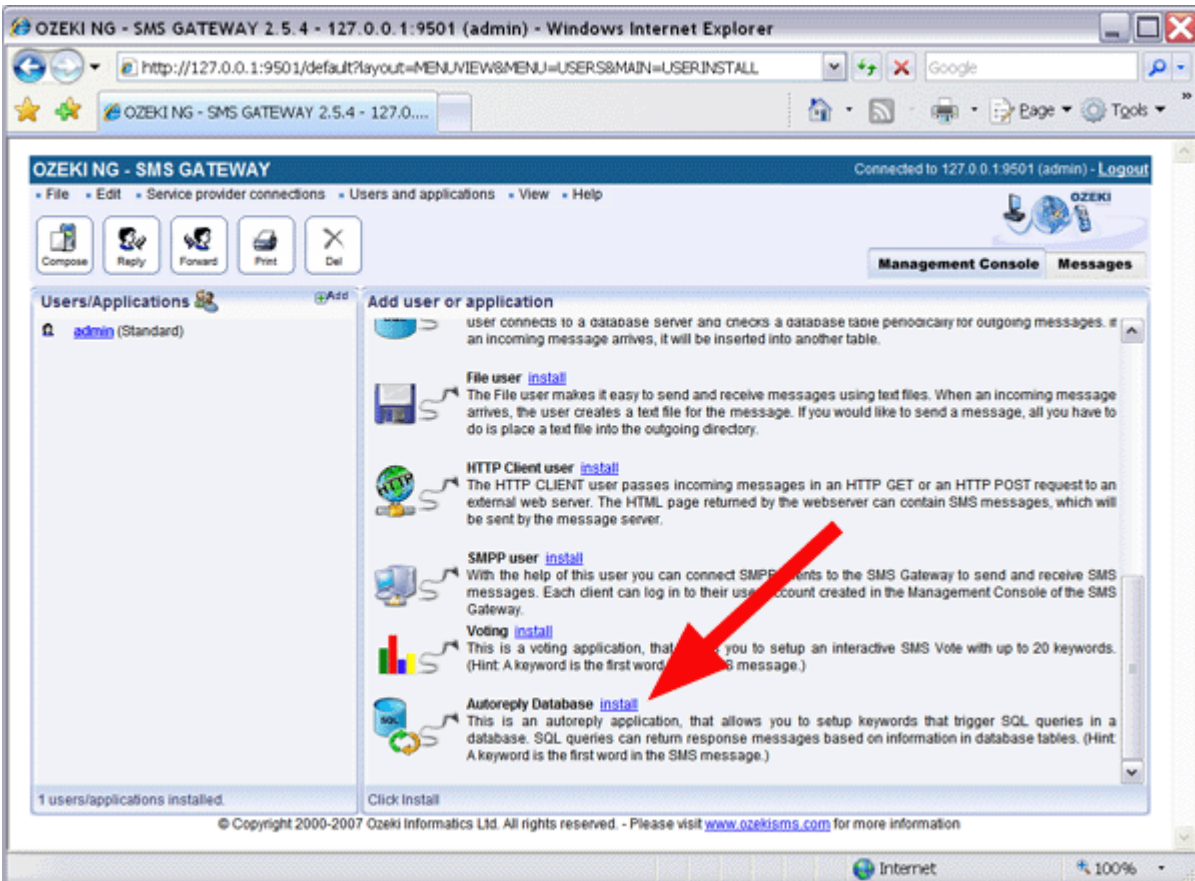 OZEKI NG - SMS GATEWAY 2.5.4 - 127.0.0.1:9501 (admin) - Windows Internet Explorer
http://127.0.0.1:9501/default?layout=MENUVIEW&MENU=USERS&MAIN=USERINSTALL
Google
OZEKI NG - SMS GATEWAY 2.5.4 - 127.0....
Page
Tools
OZEKI NG - SMS GATEWAY
Connected to 127.0.0.1:9501 (admin) - Logout
File Edit Service provider connections Users and applications View Help
OZEKI
Compose Reply Forward Print Del
Management Console Messages
Users/Applications Add
admin (Standard)
Add user or application
user connects to a database server and checks a database table periodically for outgoing messages. If
an incoming message arrives, it will be inserted into another table.
File user install
The File user makes it easy to send and receive messages using text files. When an incoming message
arrives, the user creates a text file for the message. If you would like to send a message, all you have to
do is place a text file into the outgoing directory.
HTTP
HTTP Client user install
The HTTP CLIENT user passes incoming messages in an HTTP GET or an HTTP POST request to an
external web server. The HTML page returned by the webserver can contain SMS messages, which will
be sent by the message server.
SMPP user install
With the help of this user you can connect SMPP to the SMS Gateway to send and receive SMS
messages. Each client can log in to their user account created in the Management Console of the SMS
Gateway.
Voting install
This is a voting application, that you to setup an interactive SMS Vote with up to 20 keywords.
(Hint: A keyword is the first word message.)
SQL
Autoreply Database install
This is an autoreply application, that allows you to setup keywords that trigger SQL queries in a
database. SQL queries can return response messages based on information in database tables. (Hint:
A keyword is the first word in the SMS message.)
1 users/applications installed.
Click Install
© Copyright 2000-2007 Ozeki Informatics Ltd. All rights reserved. - Please visit www.ozekisms.com for more information
Internet
100%